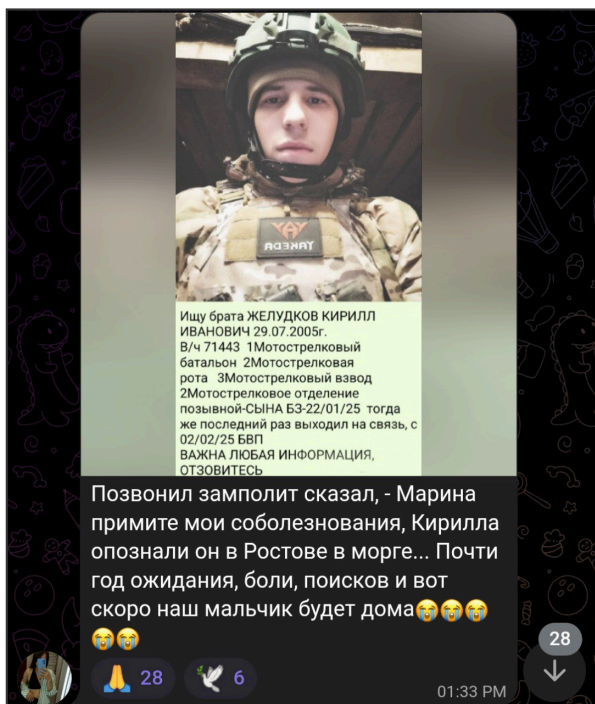 YANEDA
Ищу брата ЖЕЛУДКОВ КИРИЛЛ
ИВАНОВИЧ 29.07.2005г.
В/ч 71443 1Мотострелковый
батальон 2Мотострелковая
рота 3Мотострелковый взвод
2Мотострелковое отделение
позывной-СЫНА БЗ-22/01/25 тогда
же последний раз выходил на связь, с
02/02/25 БВП
ВАЖНА ЛЮБАЯ ИНФОРМАЦИЯ,
ОТЗОВИТЕСЬ
Позвонил замполит сказал, - Марина
примите мои соболезнования, Кирилла
опознали он в Ростове в морге... Почти
год ожидания, боли, поисков и вот
скоро наш мальчик будет дома😭😭😭
😭😭
🙏 28 🕊 6
28
01:33 PM